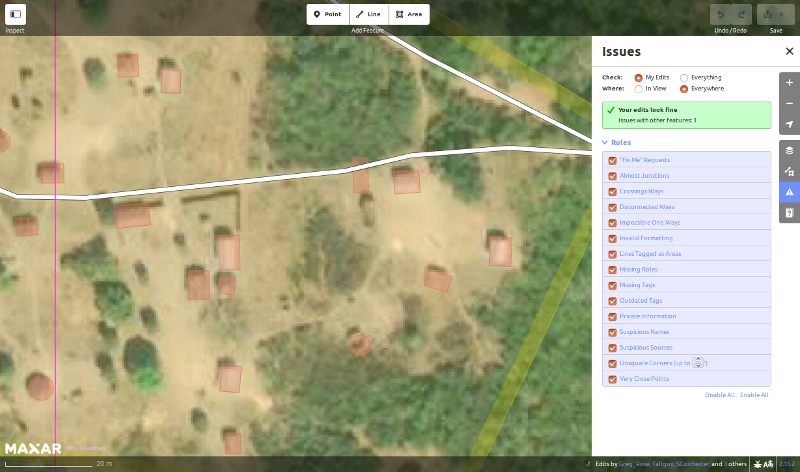 Point
Line
Area
Inspect
Add Feature
Undo / Redo
Save
Issues
Check:
My Edits
Everything
Where:
In View
Everywhere
Your edits look fine
Issues with other features: 1
Rules
"Fix Me" Requests
Almost Junctions
Crossings Ways
Disconnected Ways
Impossible One-Ways
Invalid Formatting
Lines Tagged as Areas
Missing Roles
Missing Tags
Outdated Tags
Private Information
Suspicious Names
Suspicious Sources
Unsquare Corners (up to °)
Very Close Points
Disable All
Enable All
MAXAR
20 m
Edits by Greg_Rose, Tallguy, SColchester, and others
2.15.2